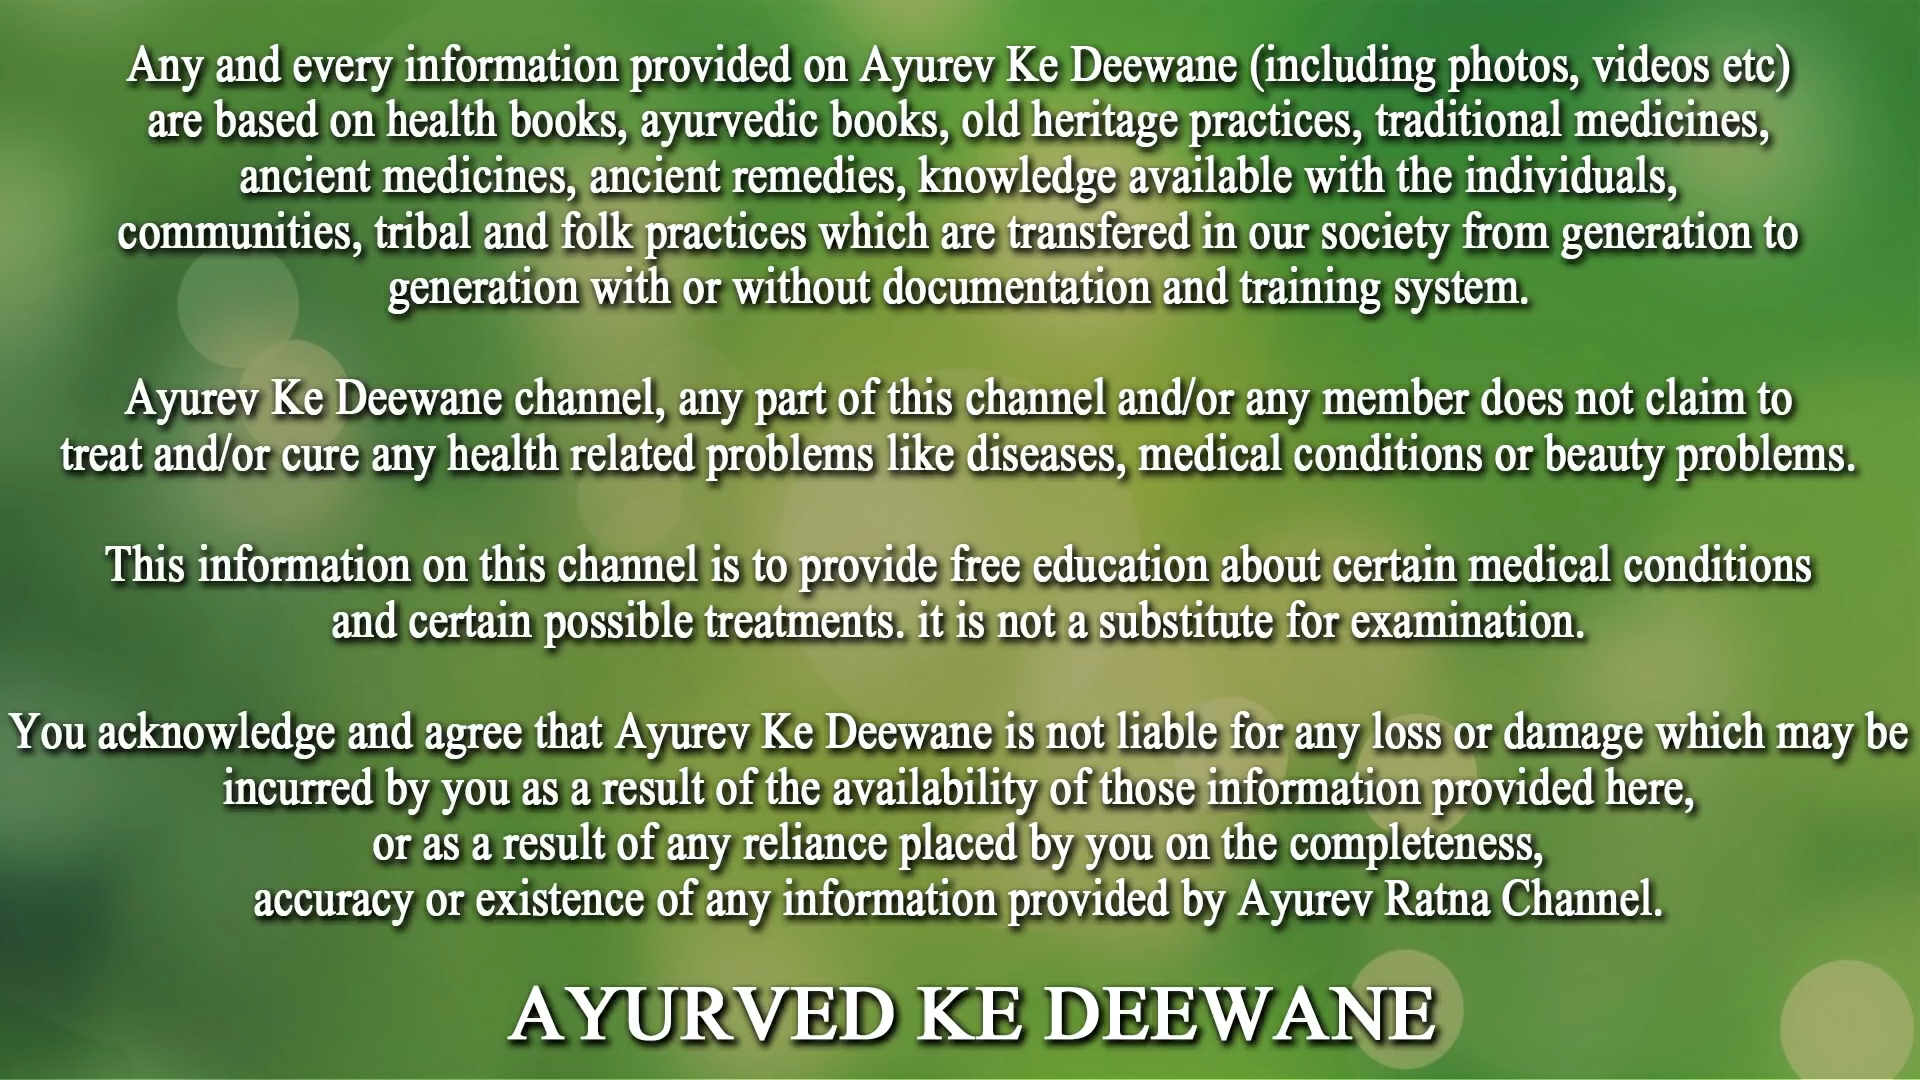 Any and every information provided on Ayurev Ke Deewane (including photos, videos etc)
are based on health books, ayurvedic books, old heritage practices, traditional medicines,
ancient medicines, ancient remedies, knowledge available with the individuals,
communities, tribal and folk practices which are transfered in our society from generation to
generation with or without documentation and training system.
Ayurev Ke Deewane channel, any part of this channel and/or any member does not claim to
treat and/or cure any health related problems like diseases, medical conditions or beauty problems.
This information on this channel is to provide free education about certain medical conditions
and certain possible treatments. it is not a substitute for examination.
You acknowledge and agree that Ayurev Ke Deewane is not liable for any loss or damage which may be
incurred by you as a result of the availability of those information provided here,
or as a result of any reliance placed by you on the completeness,
accuracy or existence of any information provided by Ayurev Ratna Channel.
AYURVED KE DEEWANE